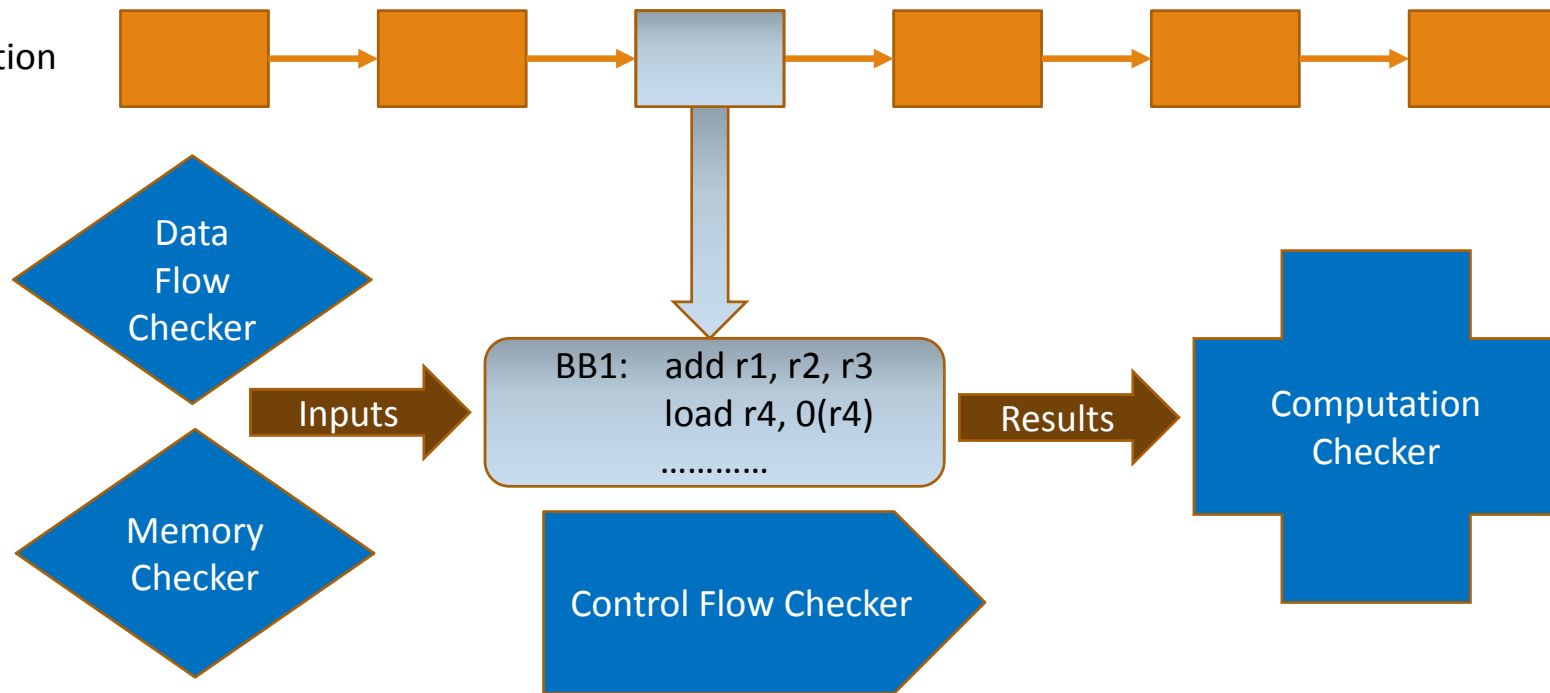 tion
Data
Flow
Checker
Inputs
BB1: add r1, r2, r3
load r4, 0(r4)
............
Results
Computation
Checker
Memory
Checker
Control Flow Checker